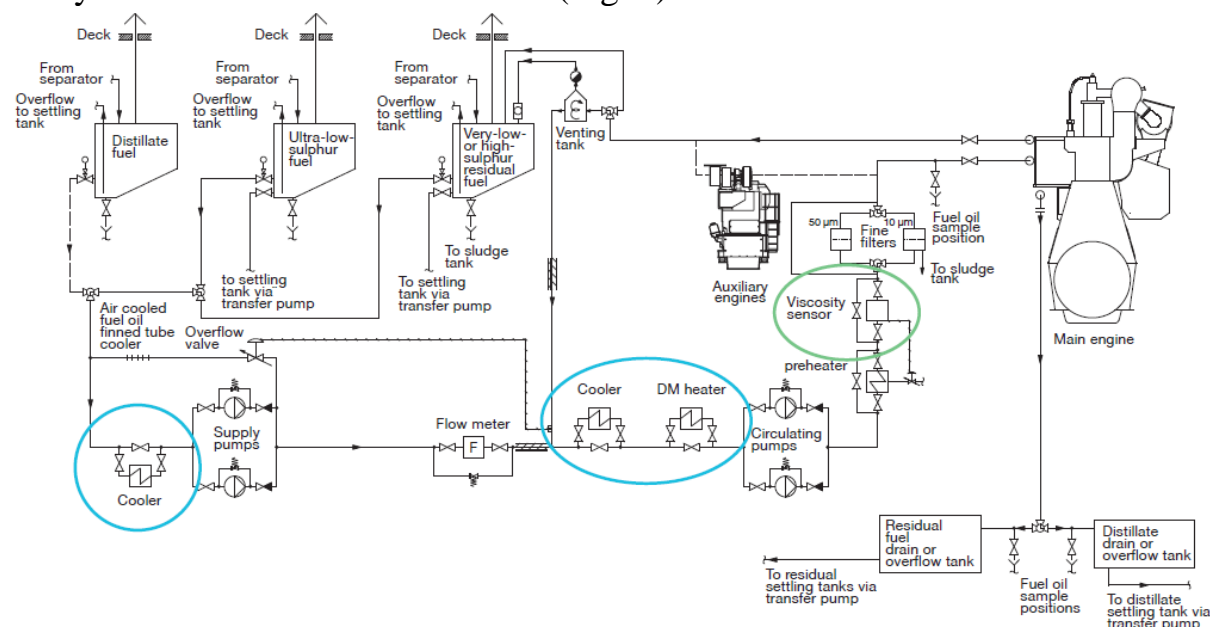 Deck
Deck
Deck
From
separator
Overflow
to settling
tank
Distillate
fuel
From
separator
Overflow
to settling
tank
Ultra-low-
sulphur
fuel
From
separator
Overflow
to settling
tank
Very-low-
or high-
sulphur
residual
fuel
Venting
tank
to settling
tank via
transfer pump
To sludge
tank
To settling
tank via
transfer pump
Auxiliary
engines
50 µm
10 µm
Fine
filters
Fuel oil
sample
position
To sludge
tank
Main engine
Air cooled
fuel oil
finned tube
cooler
Overflow
valve
Viscosity
sensor
preheater
Cooler
Supply
pumps
Flow meter
F
Cooler
DM heater
Circulating
pumps
Residual
fuel
drain or
overflow tank
Distillate
drain or
overflow tank
To residual
settling tanks via
transfer pump
Fuel oil
sample
positions
To distillate
settling tank via
transfer pump